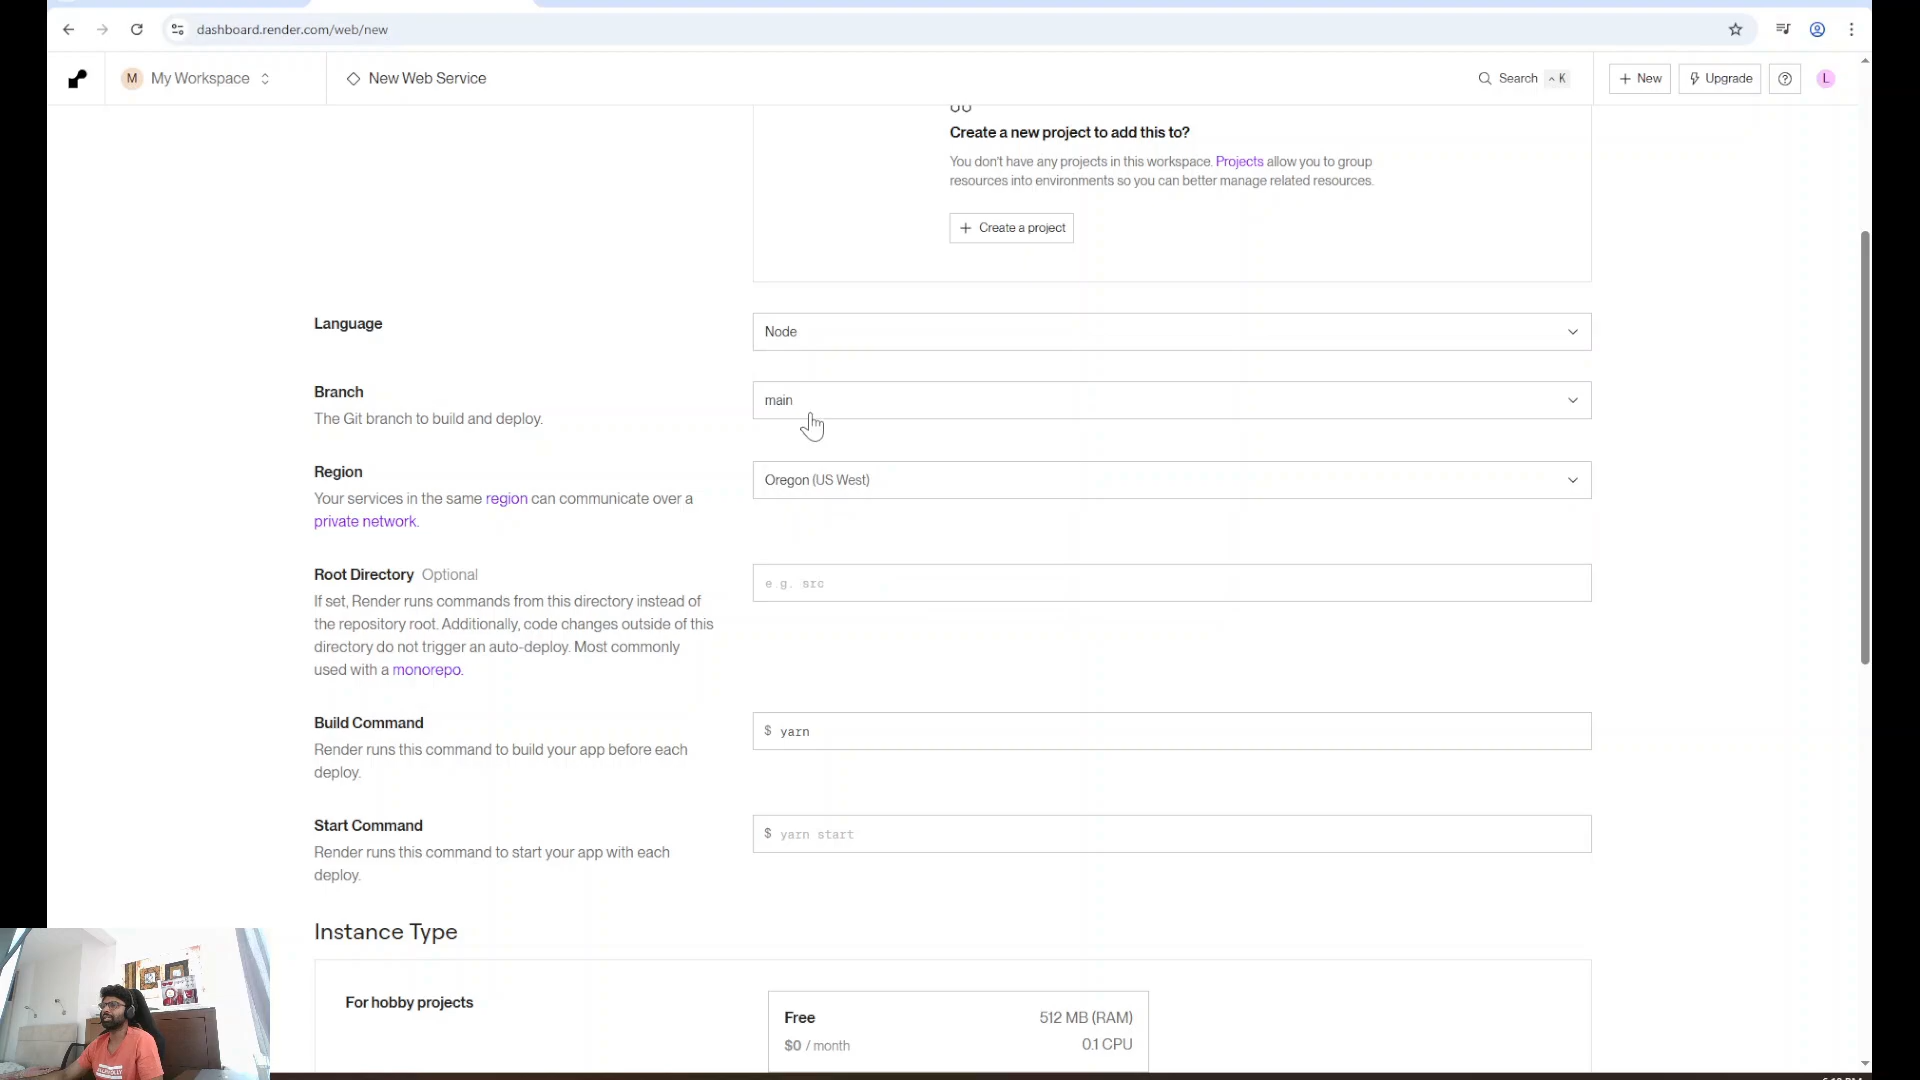 dashboard.render.com/web/new
M My Workspace
New Web Service
Search ^ K
+ New
Upgrade
L
Create a new project to add this to?
You don't have any projects in this workspace. Projects allow you to group
resources into environments so you can better manage related resources.
+ Create a project
Language
Node
Branch
The Git branch to build and deploy.
main
Region
Your services in the same region can communicate over a
private network.
Oregon (US West)
Root Directory Optional
If set, Render runs commands from this directory instead of
the repository root. Additionally, code changes outside of this
directory do not trigger an auto-deploy. Most commonly
used with a monorepo.
e.g. src
Build Command
Render runs this command to build your app before each
deploy.
$ yarn
Start Command
Render runs this command to start your app with each
deploy.
$ yarn start
Instance Type
For hobby projects
Free
512 MB (RAM)
$0 / month
0.1 CPU